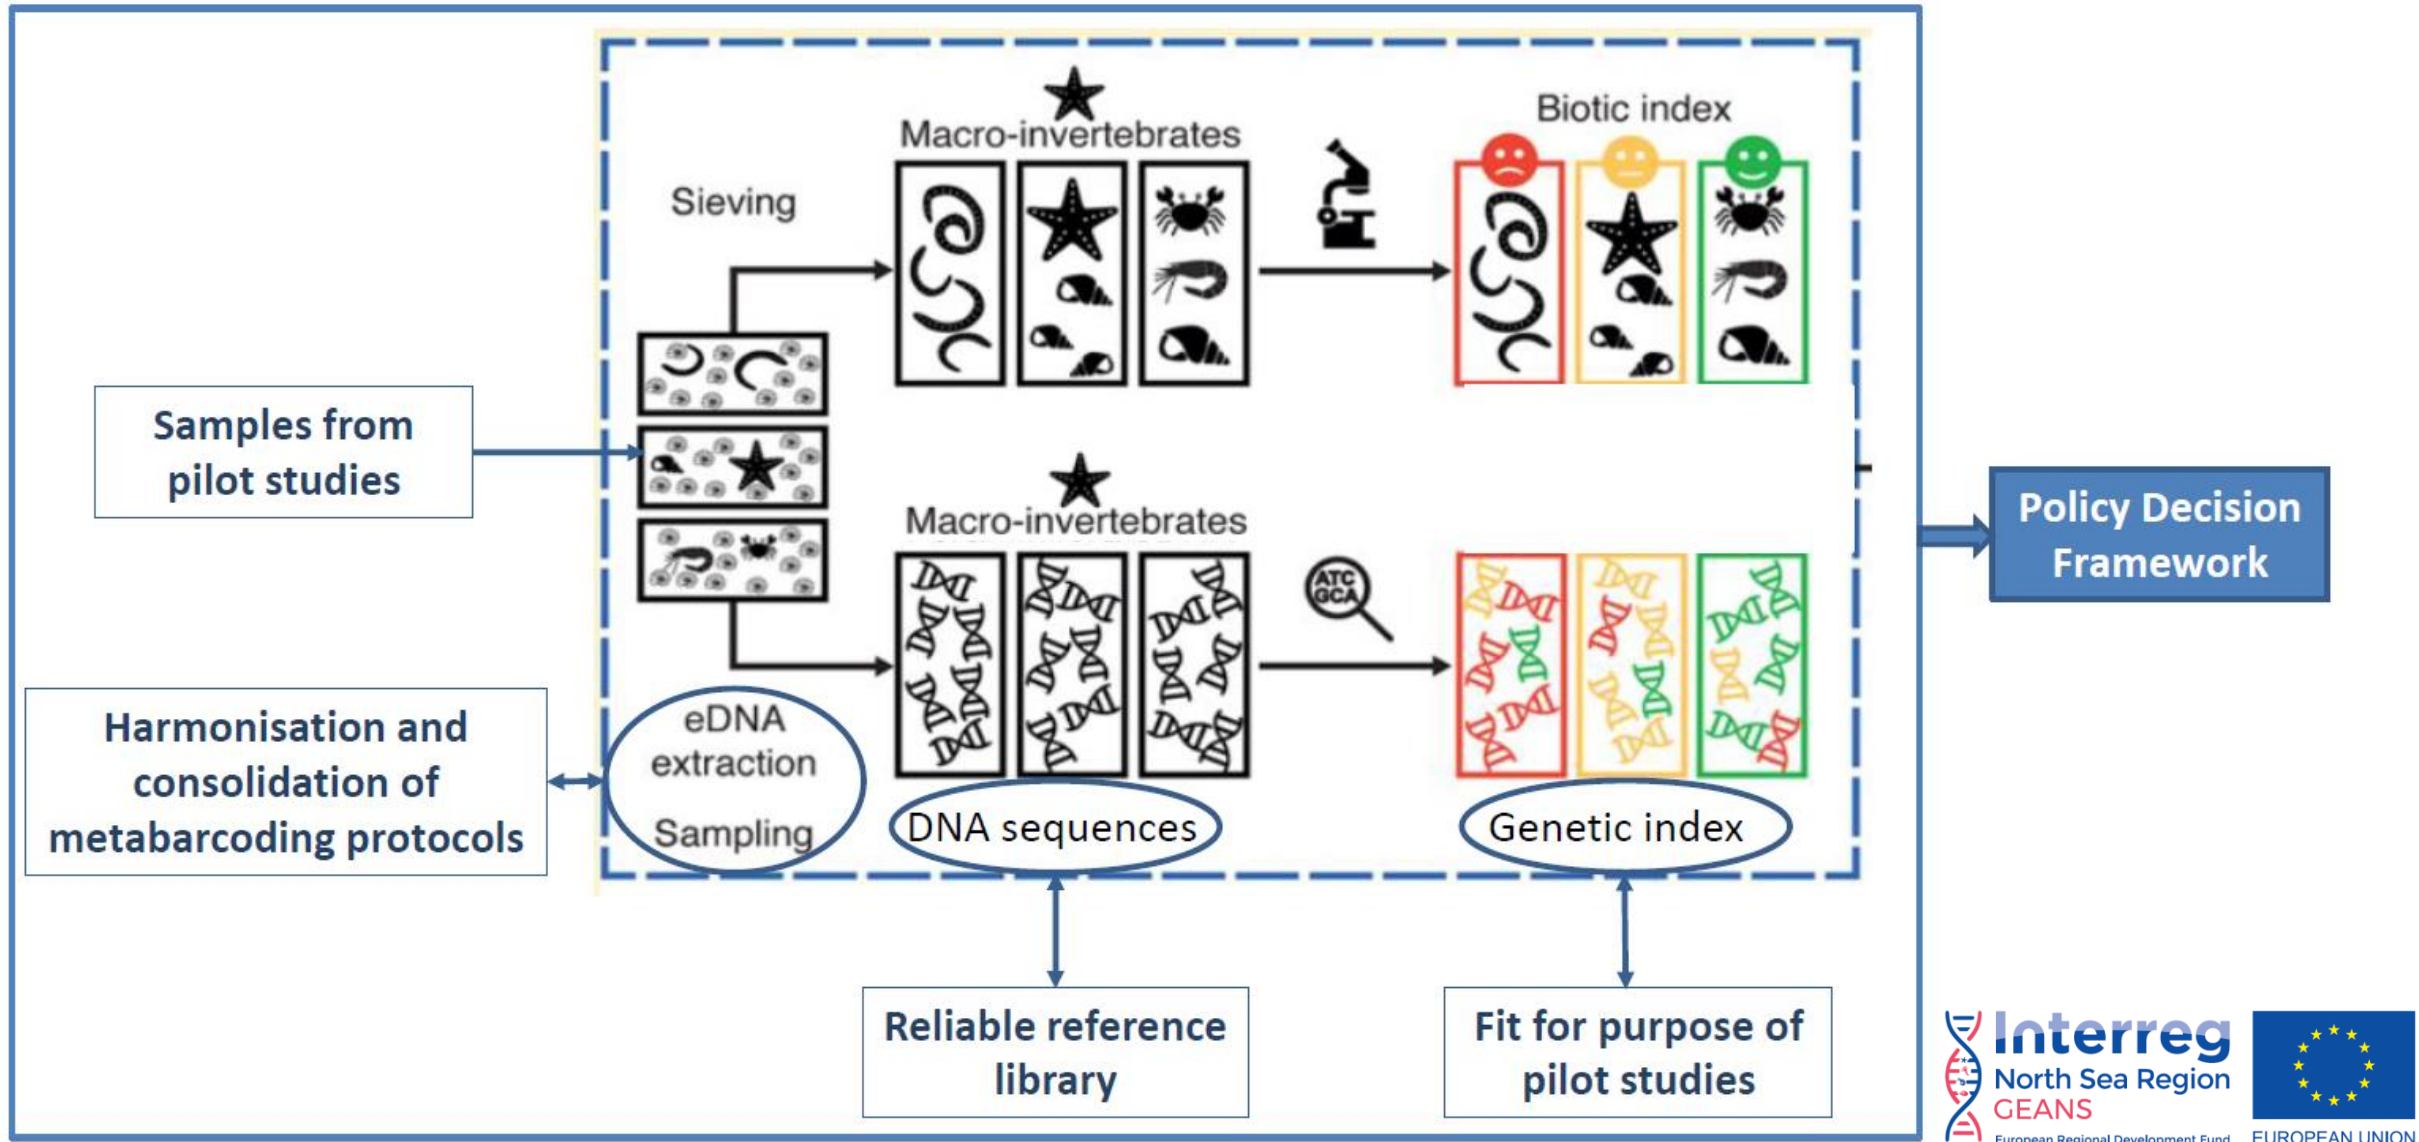 Biotic index
Macro-invertebrates
Sieving
Samples from
pilot studies
Macro-invertebrates
ATC
GCA
Policy Decision
Framework
Harmonisation and
consolidation of
metabarcoding protocols
eDNA
extraction
Sampling
DNA sequences
Genetic index
Reliable reference
library
Fit for purpose of
pilot studies
Interreg
North Sea Region
GEANS
European Regional Development Fund
EUROPEAN UNION